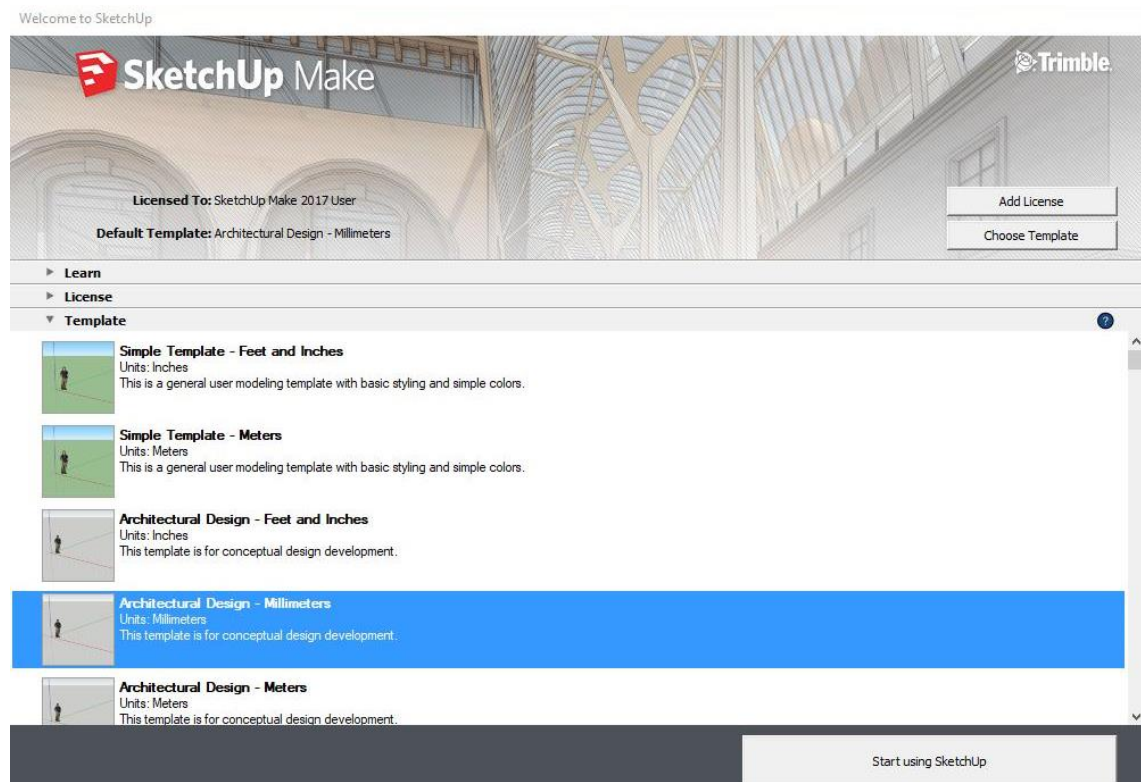 Welcome to SketchUp
SketchUp Make
Trimble.
Licensed To: SketchUp Make 2017 User
Add License
Default Template: Architectural Design - Millimeters
Choose Template
Learn
License
Template
?
Simple Template - Feet and Inches
Units: Inches
This is a general user modeling template with basic styling and simple colors.
Simple Template - Meters
Units: Meters
This is a general user modeling template with basic styling and simple colors.
Architectural Design - Feet and Inches
Units: Inches
This template is for conceptual design development.
Architectural Design - Millimeters
Units: Millimeters
This template is for conceptual design development.
Architectural Design - Meters
Units: Meters
This template is for conceptual design development.
Start using SketchUp